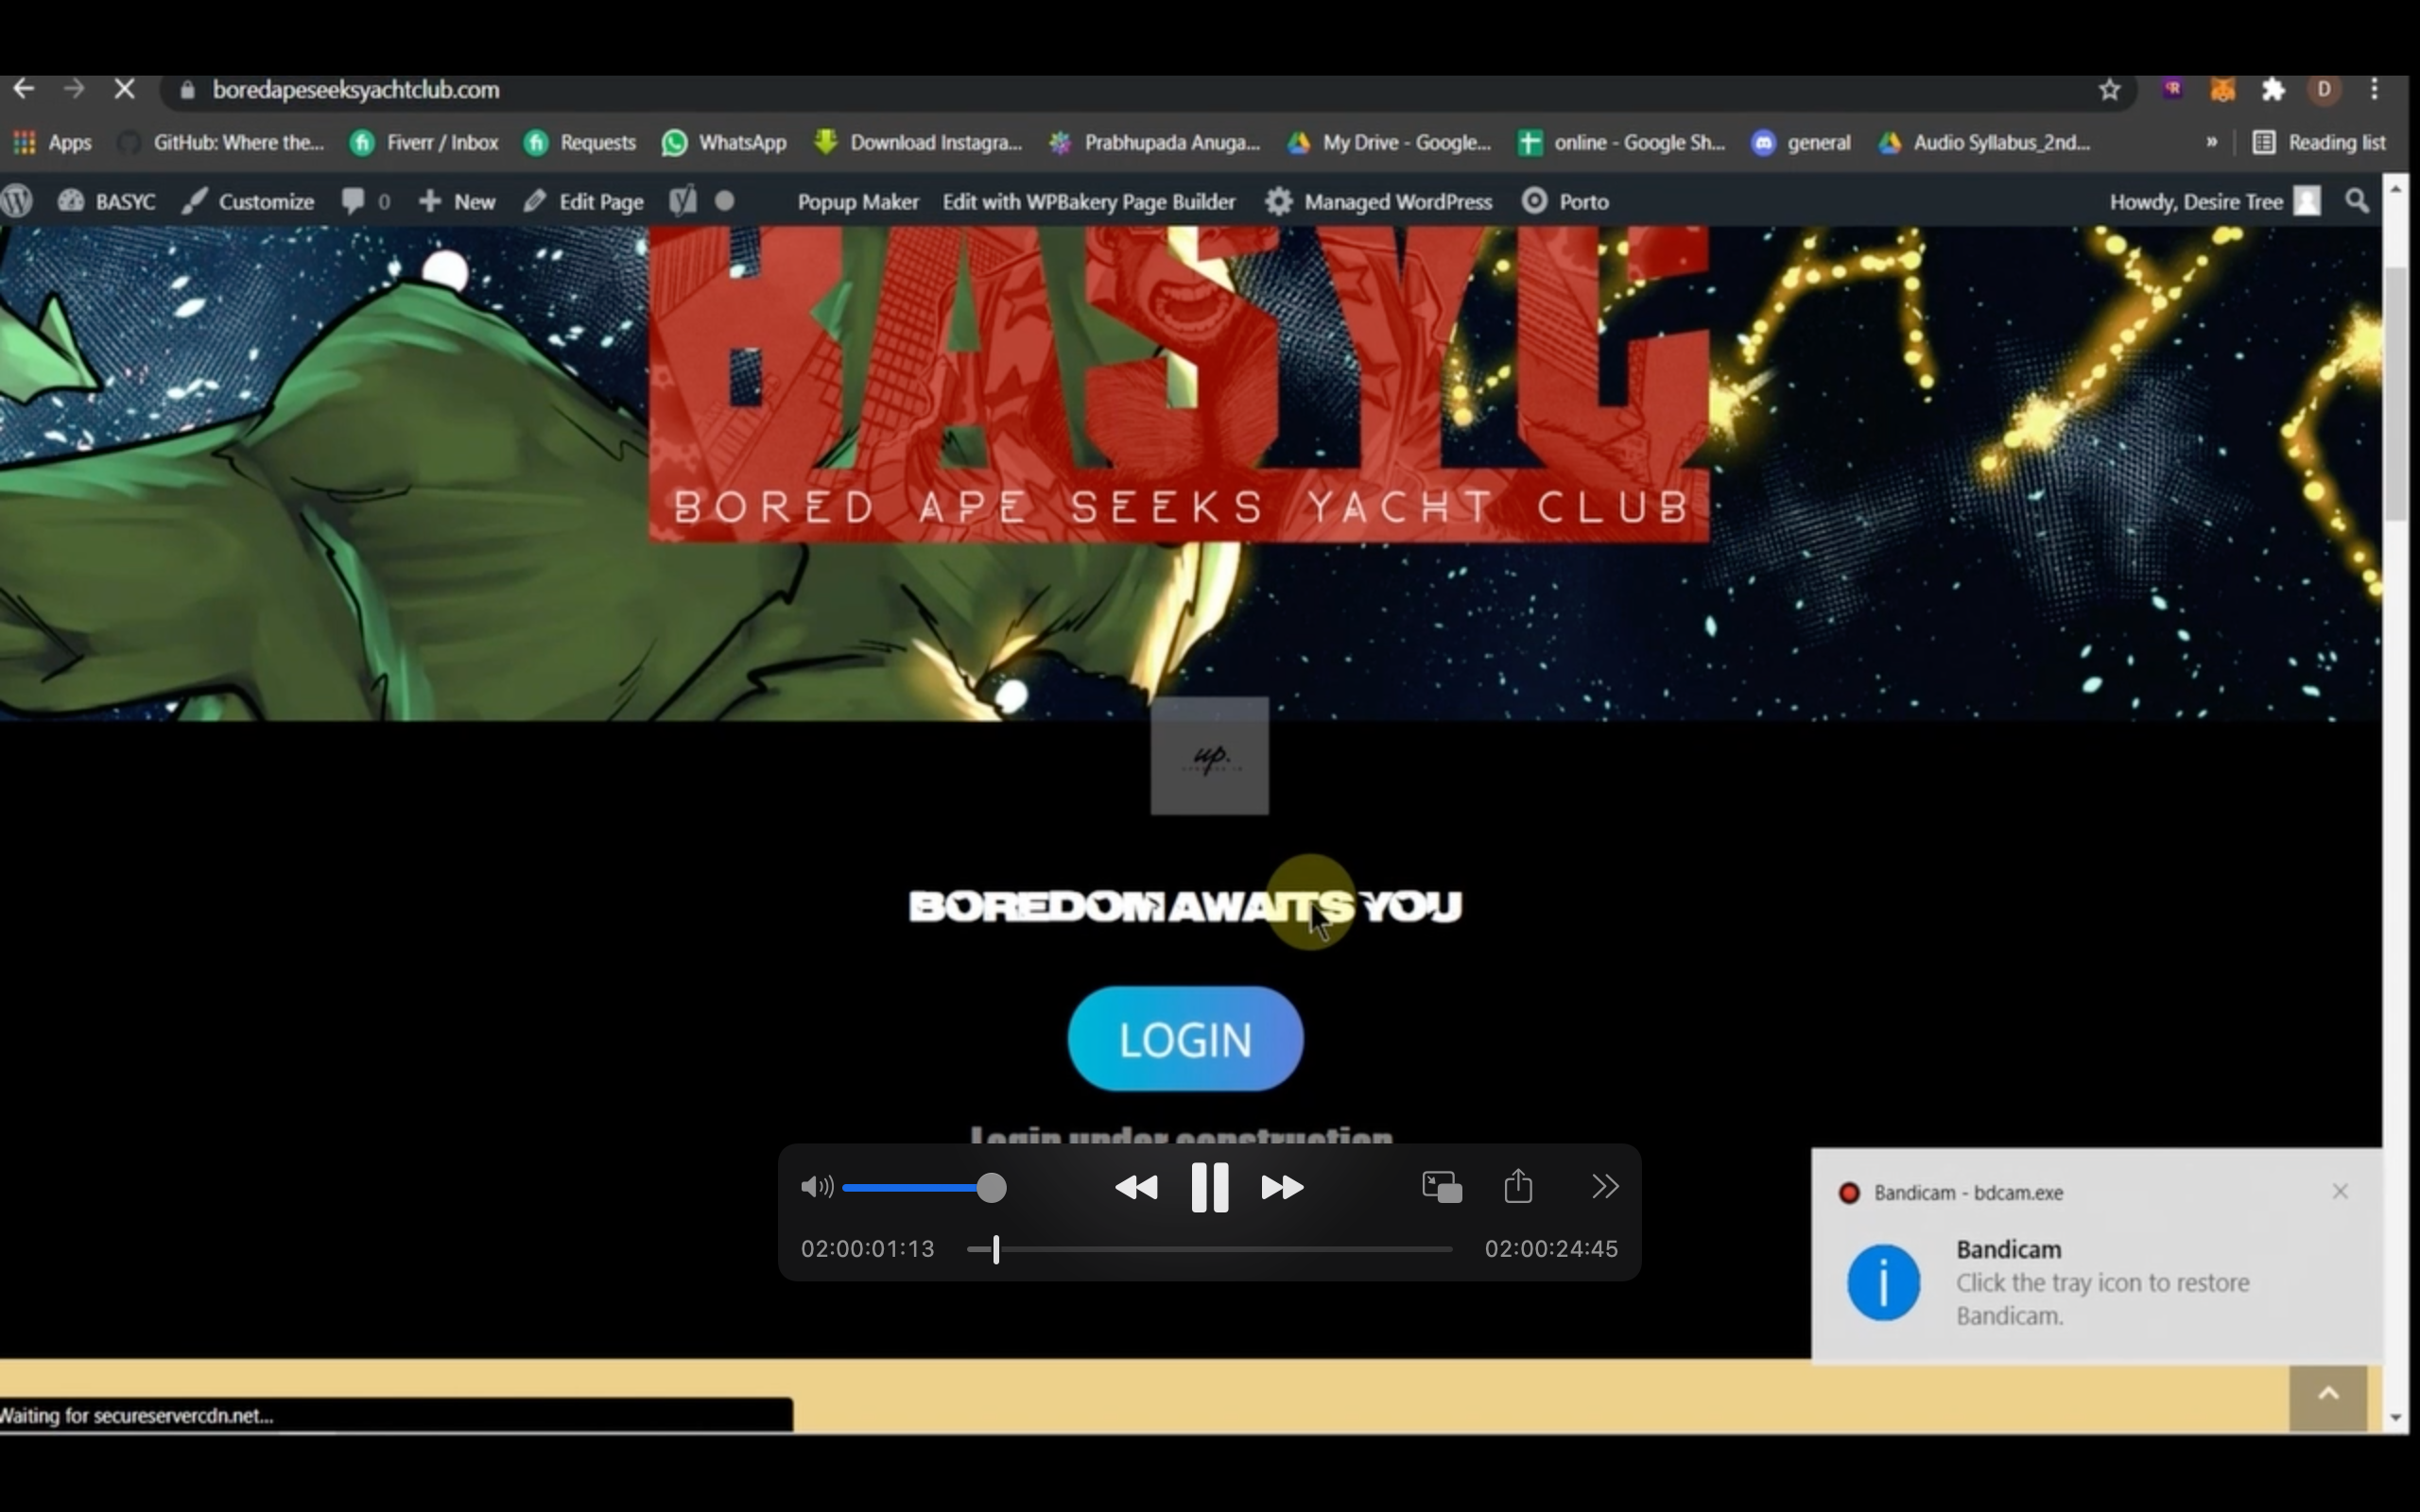 boredapeseeksyachtclub.com
Apps GitHub: Where the... Fiverr / Inbox Requests WhatsApp Download Instagra... Prabhupada Anuga... My Drive - Google... online - Google Sh... general Audio Syllabus_2nd... » Reading list
BASYC Customize 0 New Edit Page Popup Maker Edit with WPBakery Page Builder Managed WordPress Porto Howdy, Desire Tree
BASYC
BORED APE SEEKS YACHT CLUB
up.
BOREDOM AWAITS YOU
LOGIN
Login under construction
02:00:01:13 02:00:24:45
Bandicam - bdcam.exe
Bandicam
Click the tray icon to restore
Bandicam.
Waiting for secureservercdn.net...